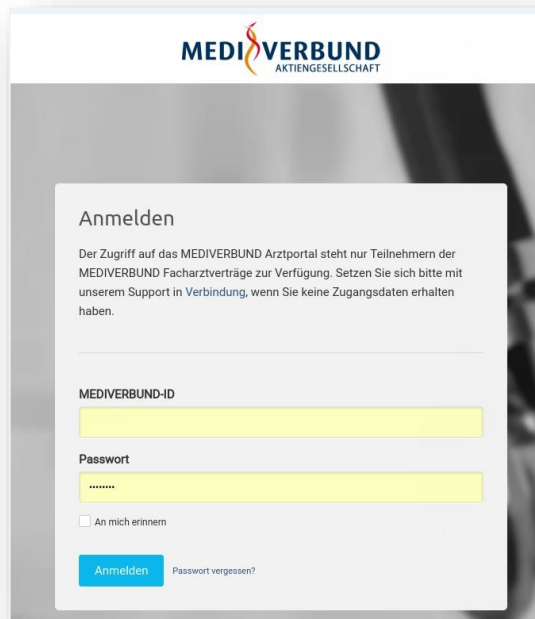 MEDIVERBUND
AKTIENGESELLSCHAFT
Anmelden
Der Zugriff auf das MEDIVERBUND Arztportal steht nur Teilnehmern der
MEDIVERBUND Facharztverträge zur Verfügung. Setzen Sie sich bitte mit
unserem Support in Verbindung, wenn Sie keine Zugangsdaten erhalten
haben.
MEDIVERBUND-ID
Passwort
••••••••
An mich erinnern
Anmelden Passwort vergessen?